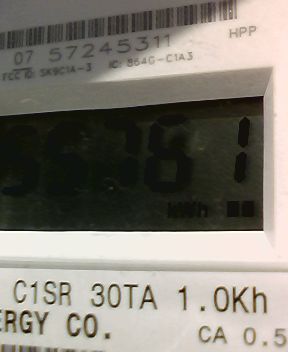 HPP
07 57245311
FCC ID: SK9C1A-3 IC: 864G-C1A3
kWh
C1SR 30TA 1.0Kh
ERGY CO.
CA 0.5